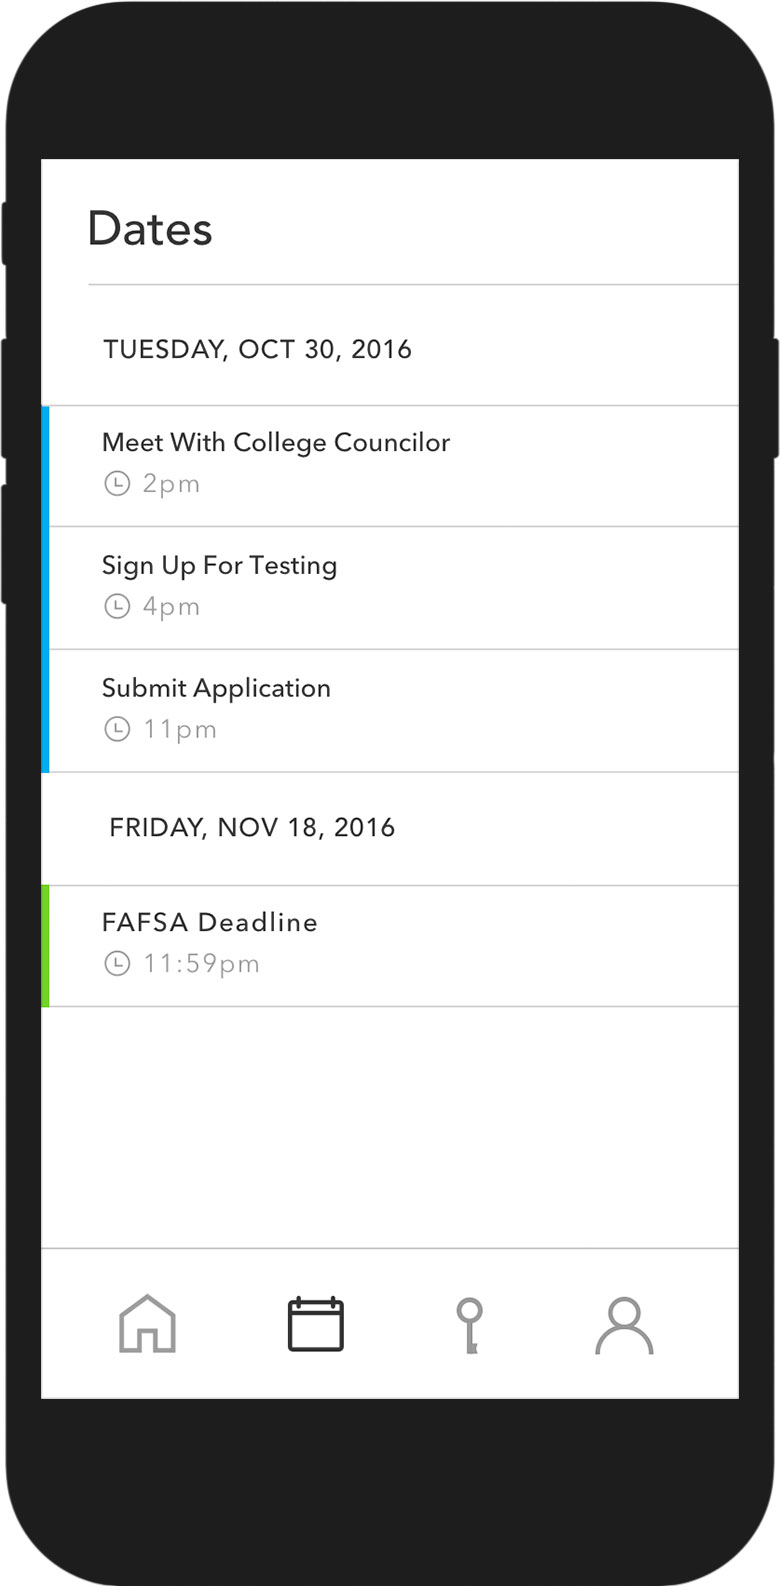 Dates
TUESDAY, OCT 30, 2016
Meet With College Councilor
2pm
Sign Up For Testing
4pm
Submit Application
11pm
FRIDAY, NOV 18, 2016
FAFSA Deadline
11:59pm